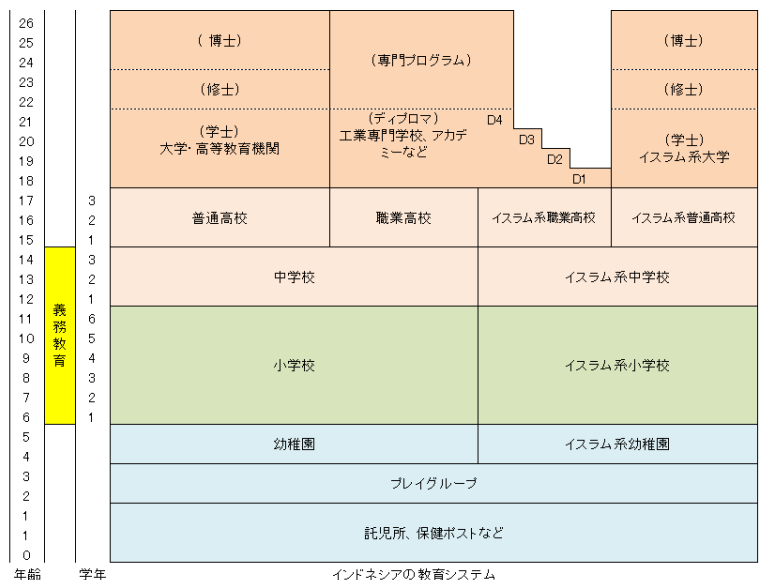 26
25
24
23
22
21
20
19
18
17
16
15
14
13
12
11
10
9
8
7
6
5
4
3
2
1
1
0
年齢
義務教育
3
2
1
3
2
1
6
5
4
3
2
1
学年
(博士)
(修士)
(学士)
大学・高等教育機関
(専門プログラム)
(ディプロマ)
工業専門学校、アカデ
ミーなど
D4
D3
D2
D1
(博士)
(修士)
(学士)
イスラム系大学
普通高校
職業高校
イスラム系職業高校
イスラム系普通高校
中学校
イスラム系中学校
小学校
イスラム系小学校
幼稚園
イスラム系幼稚園
プレイグループ
託児所、保健ポストなど
インドネシアの教育システム